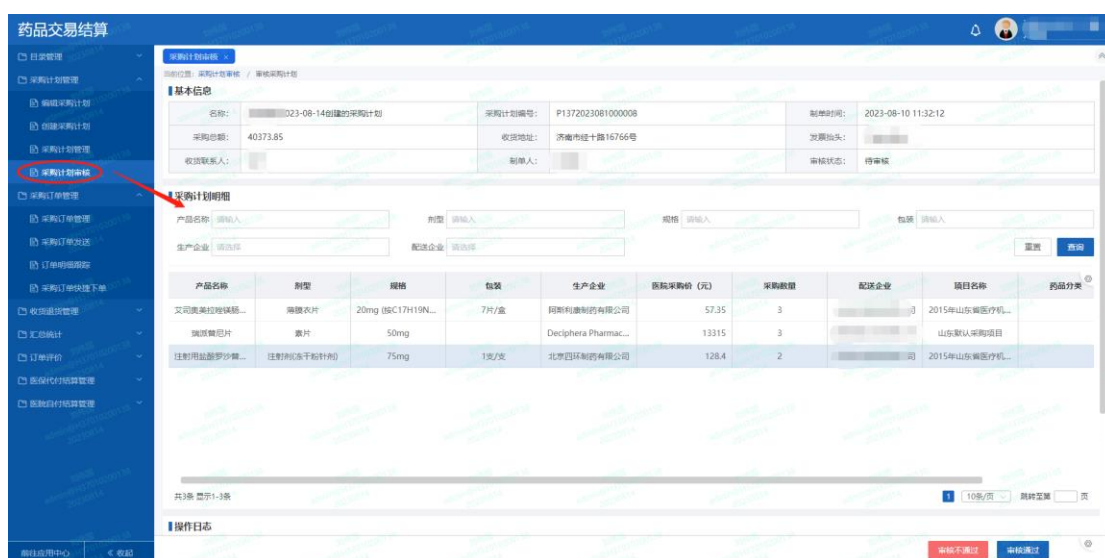 药品交易结算
目录管理
采购计划管理
编辑采购计划
创建采购计划
采购计划管理
采购计划审核
采购订单管理
采购订单管理
采购订单发送
订单明细跟踪
采购订单快捷下单
收货退货管理
汇总统计
订单评价
医保代付结算管理
医院自付结算管理
前往应用中心 《 收起
采购计划审核 ×
当前位置: 采购计划审核 / 审核采购计划
基本信息
名称: 023-08-14创建的采购计划 采购计划编号: P1372023081000008 制单时间: 2023-08-10 11:32:12
采购总额: 40373.85 收货地址: 济南市经十路16766号 发票抬头:
收货联系人: 制单人: 审核状态: 待审核
采购计划明细
产品名称 请输入 剂型 请输入 规格 请输入 包装 请输入
生产企业 请选择 配送企业 请选择 重置 查询
产品名称 剂型 规格 包装 生产企业 医院采购价（元） 采购数量 配送企业 项目名称 药品分类
艾司奥美拉唑镁肠... 薄膜衣片 20mg (按C17H19N... 7片/盒 阿斯利康制药有限公司 57.35 3 司 2015年山东省医疗机...
瑞派替尼片 素片 50mg Deciphera Pharmac... 13315 3 山东默认采购项目
注射用盐酸罗沙替... 注射剂(冻干粉针剂) 75mg 1支/支 北京四环制药有限公司 128.4 2 司 2015年山东省医疗机...
共3条 显示1-3条 1 10条/页 跳转至第 页
操作日志
审核不通过 审核通过